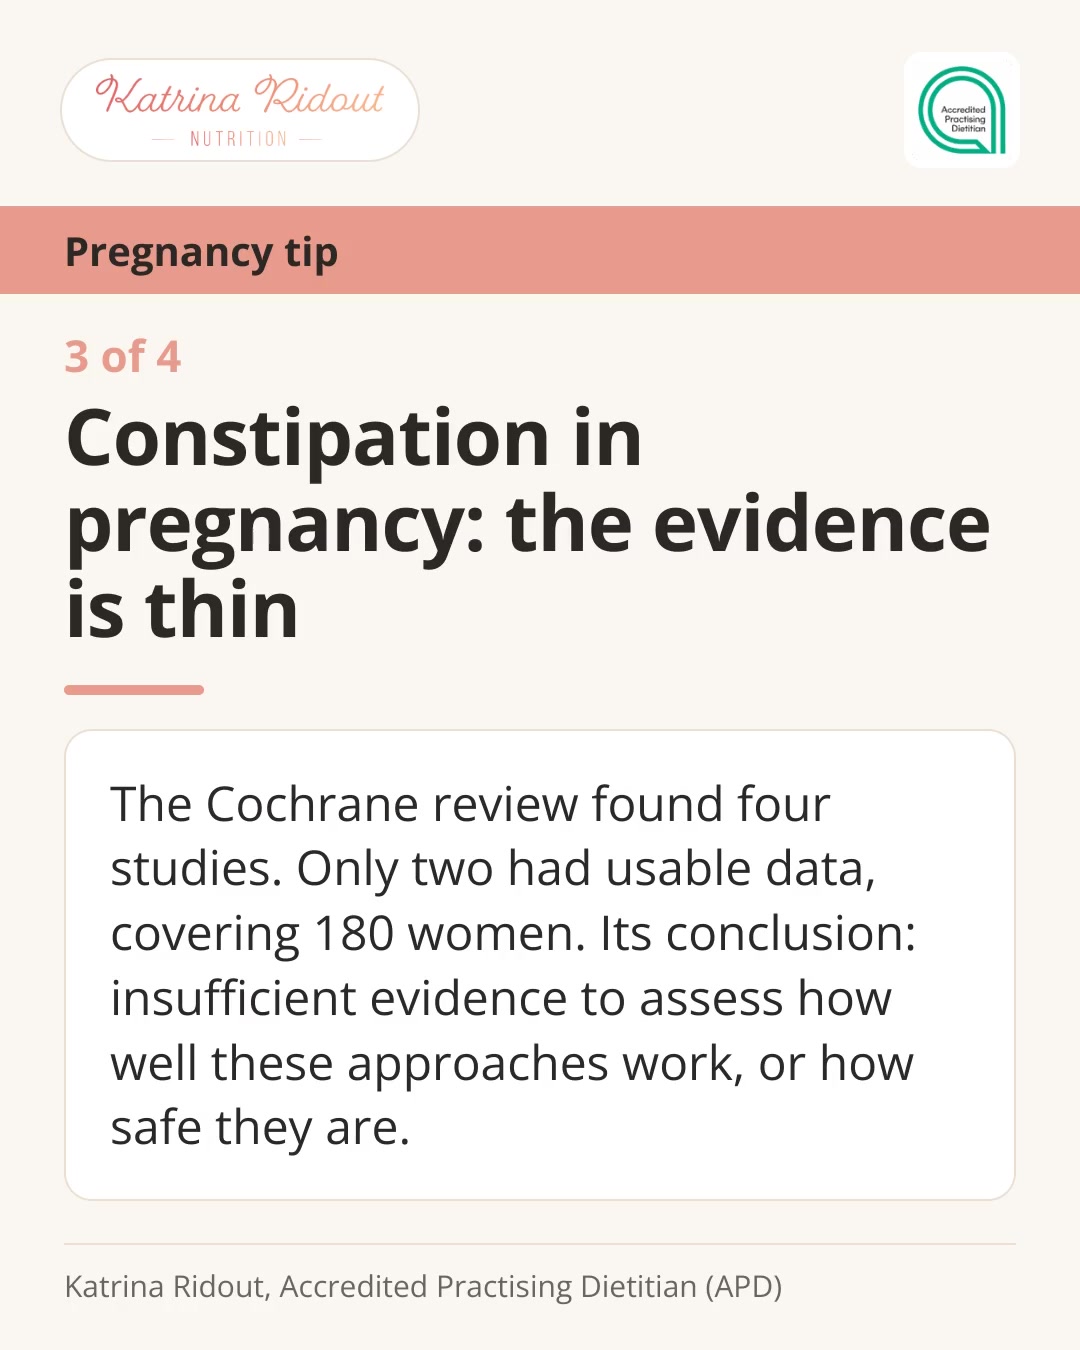 Katrina Ridout
NUTRITION
Accredited
Practising
Dietitian
Pregnancy tip
3 of 4
Constipation in
pregnancy: the evidence
is thin
The Cochrane review found four
studies. Only two had usable data,
covering 180 women. Its conclusion:
insufficient evidence to assess how
well these approaches work, or how
safe they are.
Katrina Ridout, Accredited Practising Dietitian (APD)